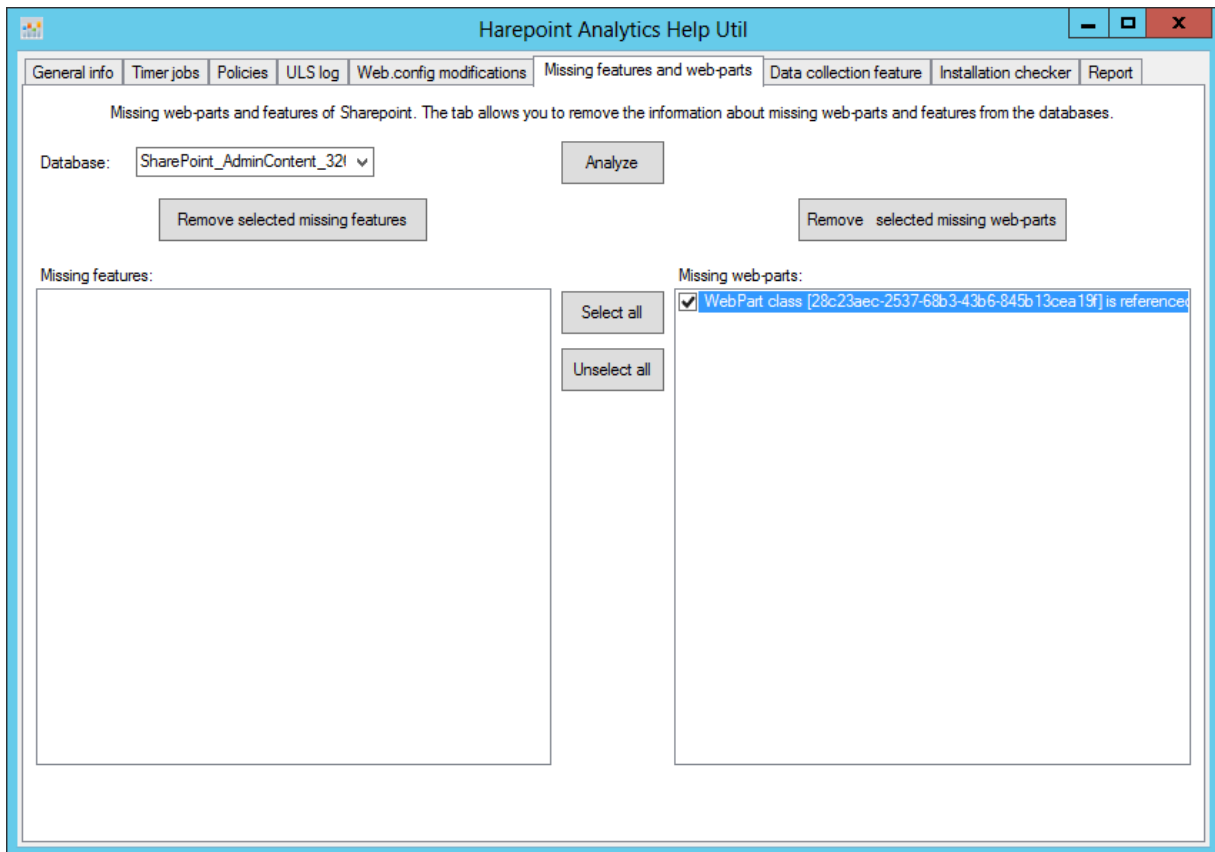 Harepoint Analytics Help Util
General info Timer jobs Policies ULS log Web.config modifications Missing features and web-parts Data collection feature Installation checker Report
Missing web-parts and features of Sharepoint. The tab allows you to remove the information about missing web-parts and features from the databases.
Database: SharePoint_AdminContent_32 Analyze
Remove selected missing features Remove selected missing web-parts
Missing features: Missing web-parts:
Select all WebPart class [28c23aec-2537-68b3-43b6-845b13cea19f] is referenced
Unselect all